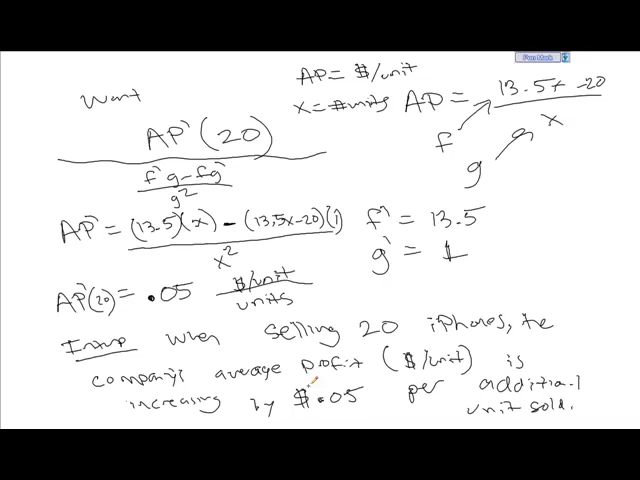 Pen Mark
AP = $/unit
x = #units
AP = 13.5x -20
x
f
g
Want
AP'(20)
f'g - fg'
g²
AP' = (13.5)(x) - (13.5x-20)(1)
x²
f' = 13.5
g' = 1
AP'(20) = .05 $/unit
units
Interp when selling 20 iphones, the
company's average profit ($/unit) is
increasing by $.05 per additional
unit sold.